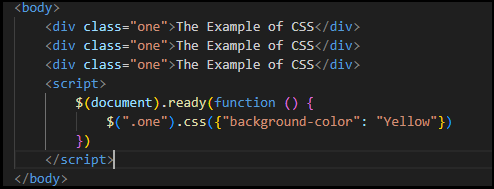 <body>
<div class="one">The Example of CSS</div>
<div class="one">The Example of CSS</div>
<div class="one">The Example of CSS</div>
<script>
$(document).ready(function () {
$(".one").css({"background-color": "Yellow"})
})
</script>
</body>